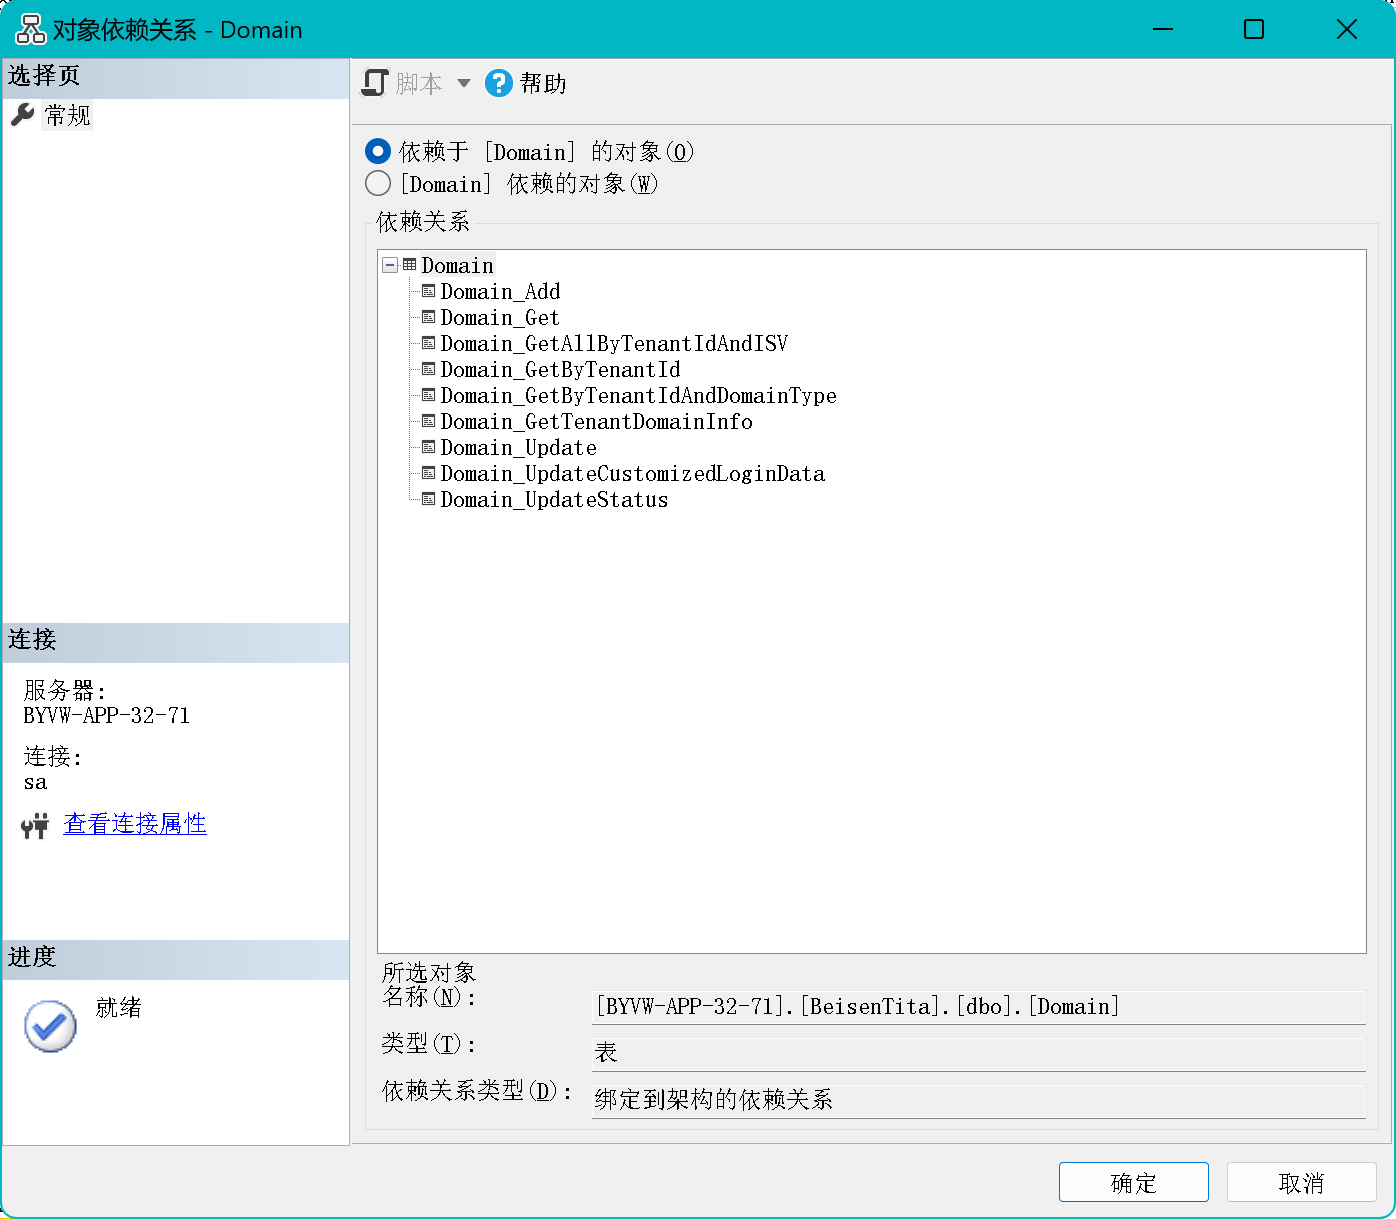 对象依赖关系 - Domain
选择页
常规
脚本
帮助
依赖于 [Domain] 的对象(O)
[Domain] 依赖的对象(W)
依赖关系
Domain
Domain_Add
Domain_Get
Domain_GetAllByTenantIdAndISV
Domain_GetByTenantId
Domain_GetByTenantIdAndDomainType
Domain_GetTenantDomainInfo
Domain_Update
Domain_UpdateCustomizedLoginData
Domain_UpdateStatus
连接
服务器:
BYVW-APP-32-71
连接:
sa
查看连接属性
进度
就绪
所选对象
名称(N):
[BYVW-APP-32-71].[BeisenTita].[dbo].[Domain]
类型(T):
表
依赖关系类型(D):
绑定到架构的依赖关系
确定
取消